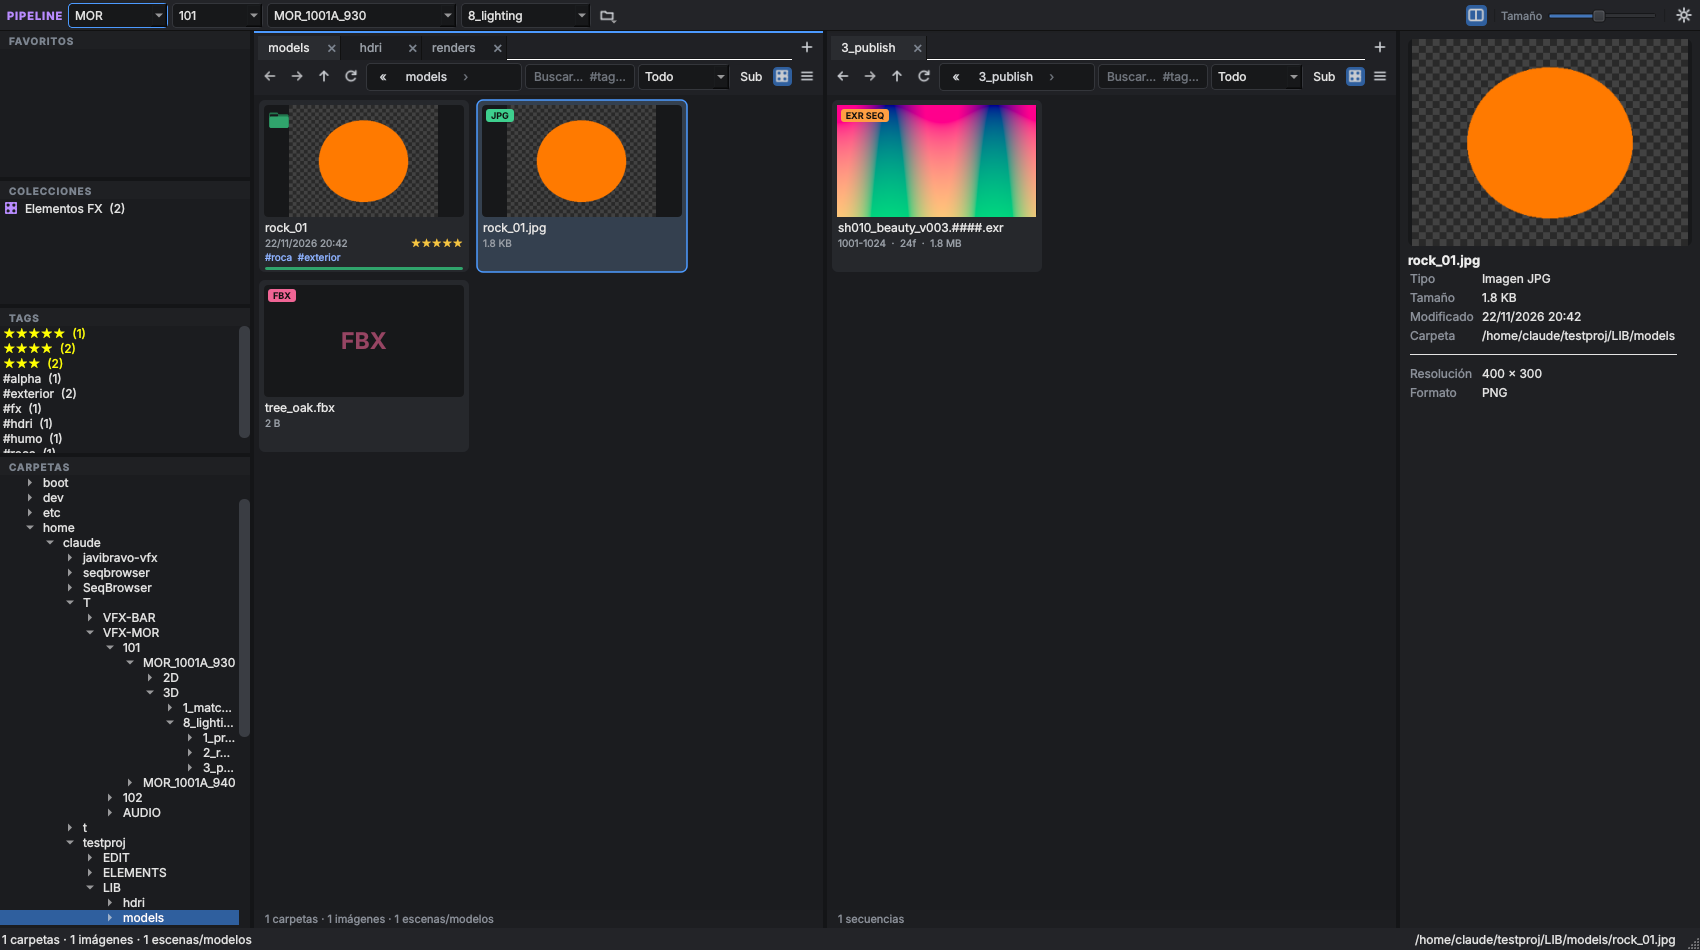 PIPELINE MOR 101 MOR_1001A_930 8_lighting Tamaño
FAVORITOS
COLECCIONES
Elementos FX (2)
TAGS
★★★★★ (1)
★★★★ (2)
★★★ (2)
#alpha (1)
#exterior (2)
#fx (1)
#hdri (1)
#humo (1)
CARPETAS
boot
dev
etc
home
claude
javibravo-vfx
seqbrowser
SeqBrowser
T
VFX-BAR
VFX-MOR
101
MOR_1001A_930
2D
3D
1_matc...
8_lighti...
1_pr...
2_r...
3_p...
MOR_1001A_940
102
AUDIO
t
testproj
EDIT
ELEMENTS
LIB
hdri
models
models × hdri × renders × +
« models › Buscar... #tag... Todo Sub
rock_01
22/11/2026 20:42 ★★★★★
#roca #exterior
JPG
rock_01.jpg
1.8 KB
FBX
FBX
tree_oak.fbx
2 B
1 carpetas · 1 imágenes · 1 escenas/modelos
3_publish × +
« 3_publish › Buscar... #tag... Todo Sub
EXR SEQ
sh010_beauty_v003.####.exr
1001-1024 · 24f · 1.8 MB
1 secuencias
rock_01.jpg
Tipo Imagen JPG
Tamaño 1.8 KB
Modificado 22/11/2026 20:42
Carpeta /home/claude/testproj/LIB/models
Resolución 400 × 300
Formato PNG
1 carpetas · 1 imágenes · 1 escenas/modelos
/home/claude/testproj/LIB/models/rock_01.jpg